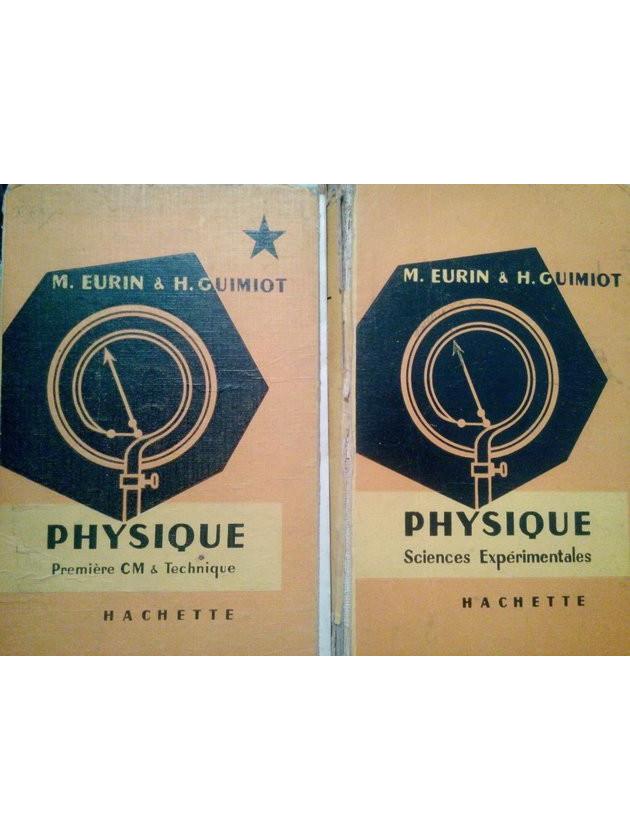 M. EURIN & H. GUIMIOT
PHYSIQUE
Première CM & Technique
HACHETTE
M. EURIN & H. GUIMIOT
PHYSIQUE
Sciences Expérimentales
HACHETTE